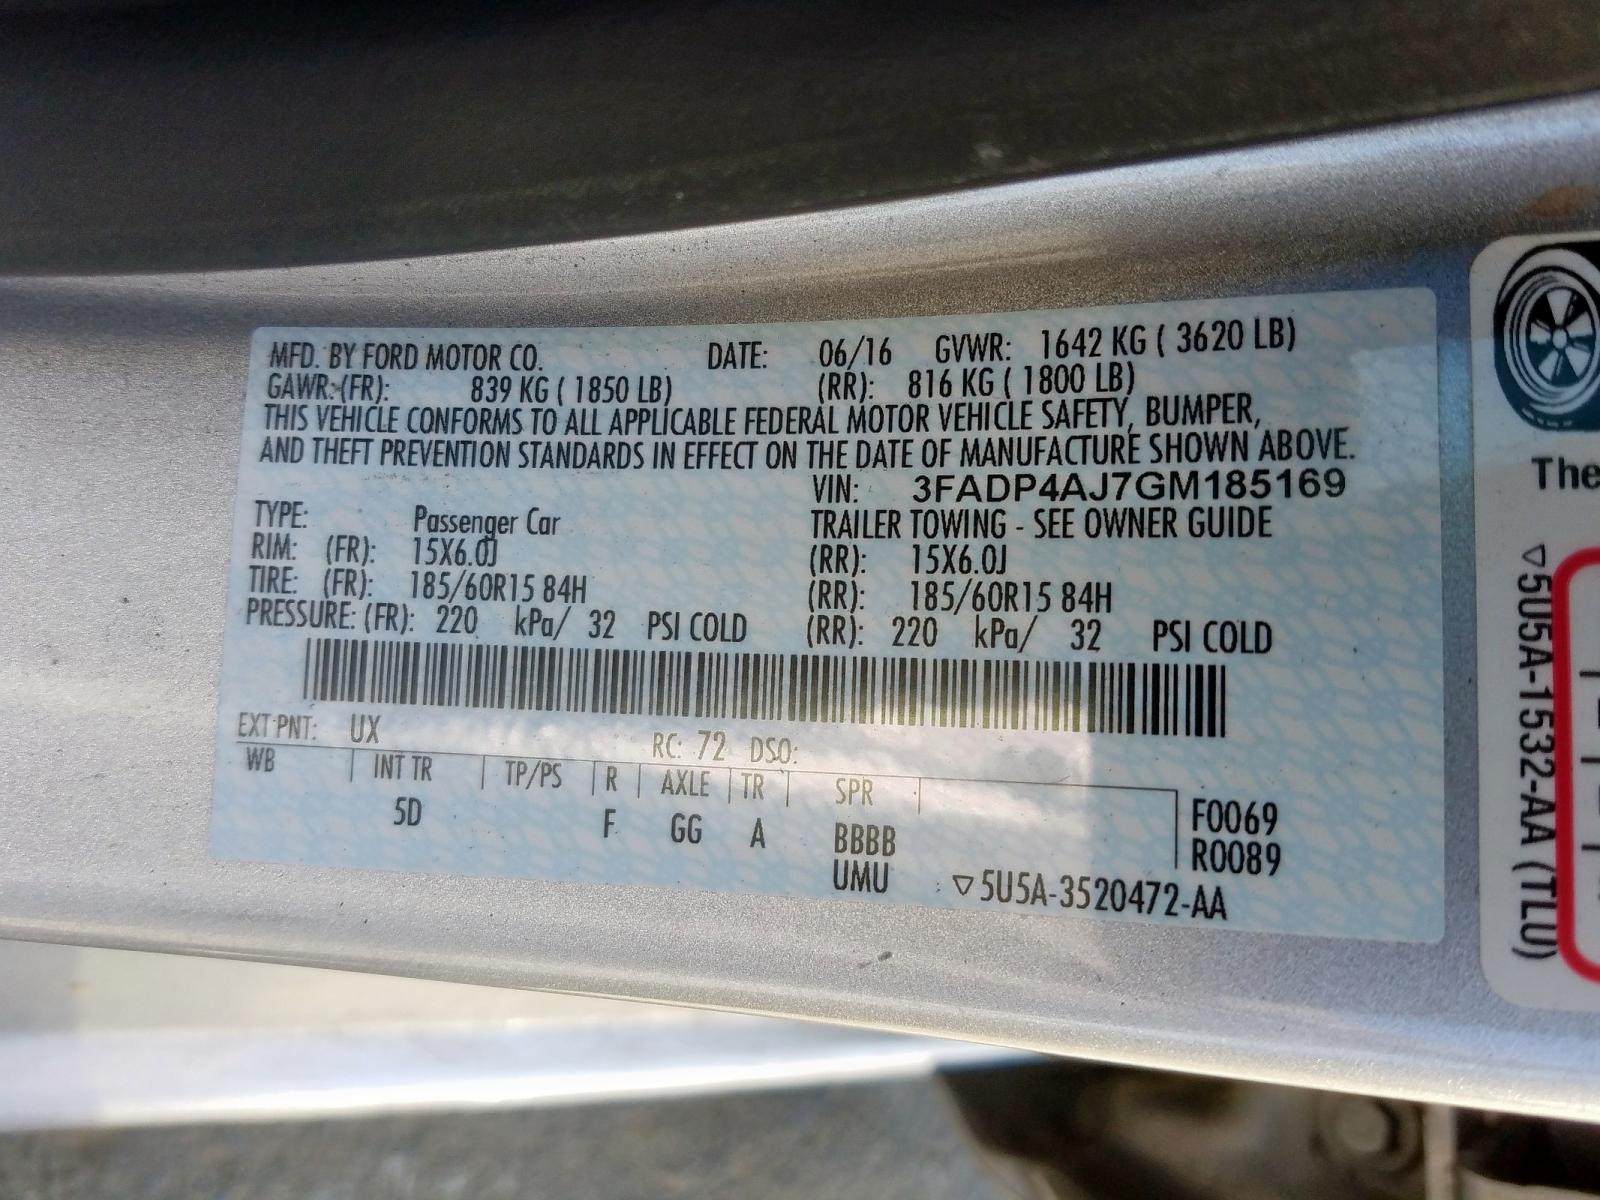 MFD. BY FORD MOTOR CO. DATE: 06/16 GVWR: 1642 KG ( 3620 LB)
GAWR:(FR): 839 KG ( 1850 LB) (RR): 816 KG ( 1800 LB)
THIS VEHICLE CONFORMS TO ALL APPLICABLE FEDERAL MOTOR VEHICLE SAFETY, BUMPER,
AND THEFT PREVENTION STANDARDS IN EFFECT ON THE DATE OF MANUFACTURE SHOWN ABOVE.
VIN: 3FADP4AJ7GM185169
TYPE: Passenger Car TRAILER TOWING - SEE OWNER GUIDE
RIM: (FR): 15X6.0J (RR): 15X6.0J
TIRE: (FR): 185/60R15 84H (RR): 185/60R15 84H
PRESSURE: (FR): 220 kPa/ 32 PSI COLD (RR): 220 kPa/ 32 PSI COLD
EXT PNT: UX RC: 72 DSO:
WB INT TR TP/PS R AXLE TR SPR
5D F GG A BBBB
UMU
F0069
R0089
▽5U5A-3520472-AA
The
▽5U5A-1532-AA (TLU)